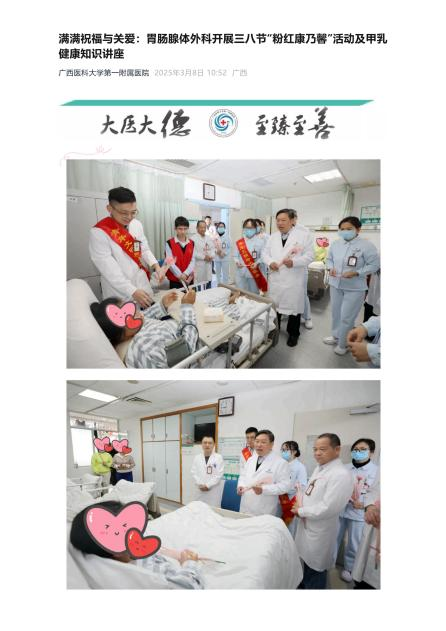 满满祝福与关爱：胃肠腺体外科开展三八节“粉红康乃馨”活动及甲乳
健康知识讲座
广西医科大学第一附属医院 2025年3月8日 10:52 广西
大医大德 至臻至善